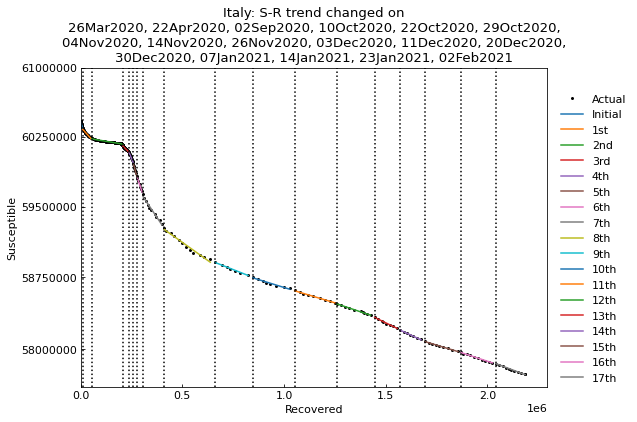 Italy: S-R trend changed on
26Mar2020, 22Apr2020, 02Sep2020, 10Oct2020, 22Oct2020, 29Oct2020,
04Nov2020, 14Nov2020, 26Nov2020, 03Dec2020, 11Dec2020, 20Dec2020,
30Dec2020, 07Jan2021, 14Jan2021, 23Jan2021, 02Feb2021
61000000
60250000
59500000
58750000
58000000
Susceptible
0.0
0.5
1.0
1.5
2.0
1e6
Recovered
Actual
Initial
1st
2nd
3rd
4th
5th
6th
7th
8th
9th
10th
11th
12th
13th
14th
15th
16th
17th